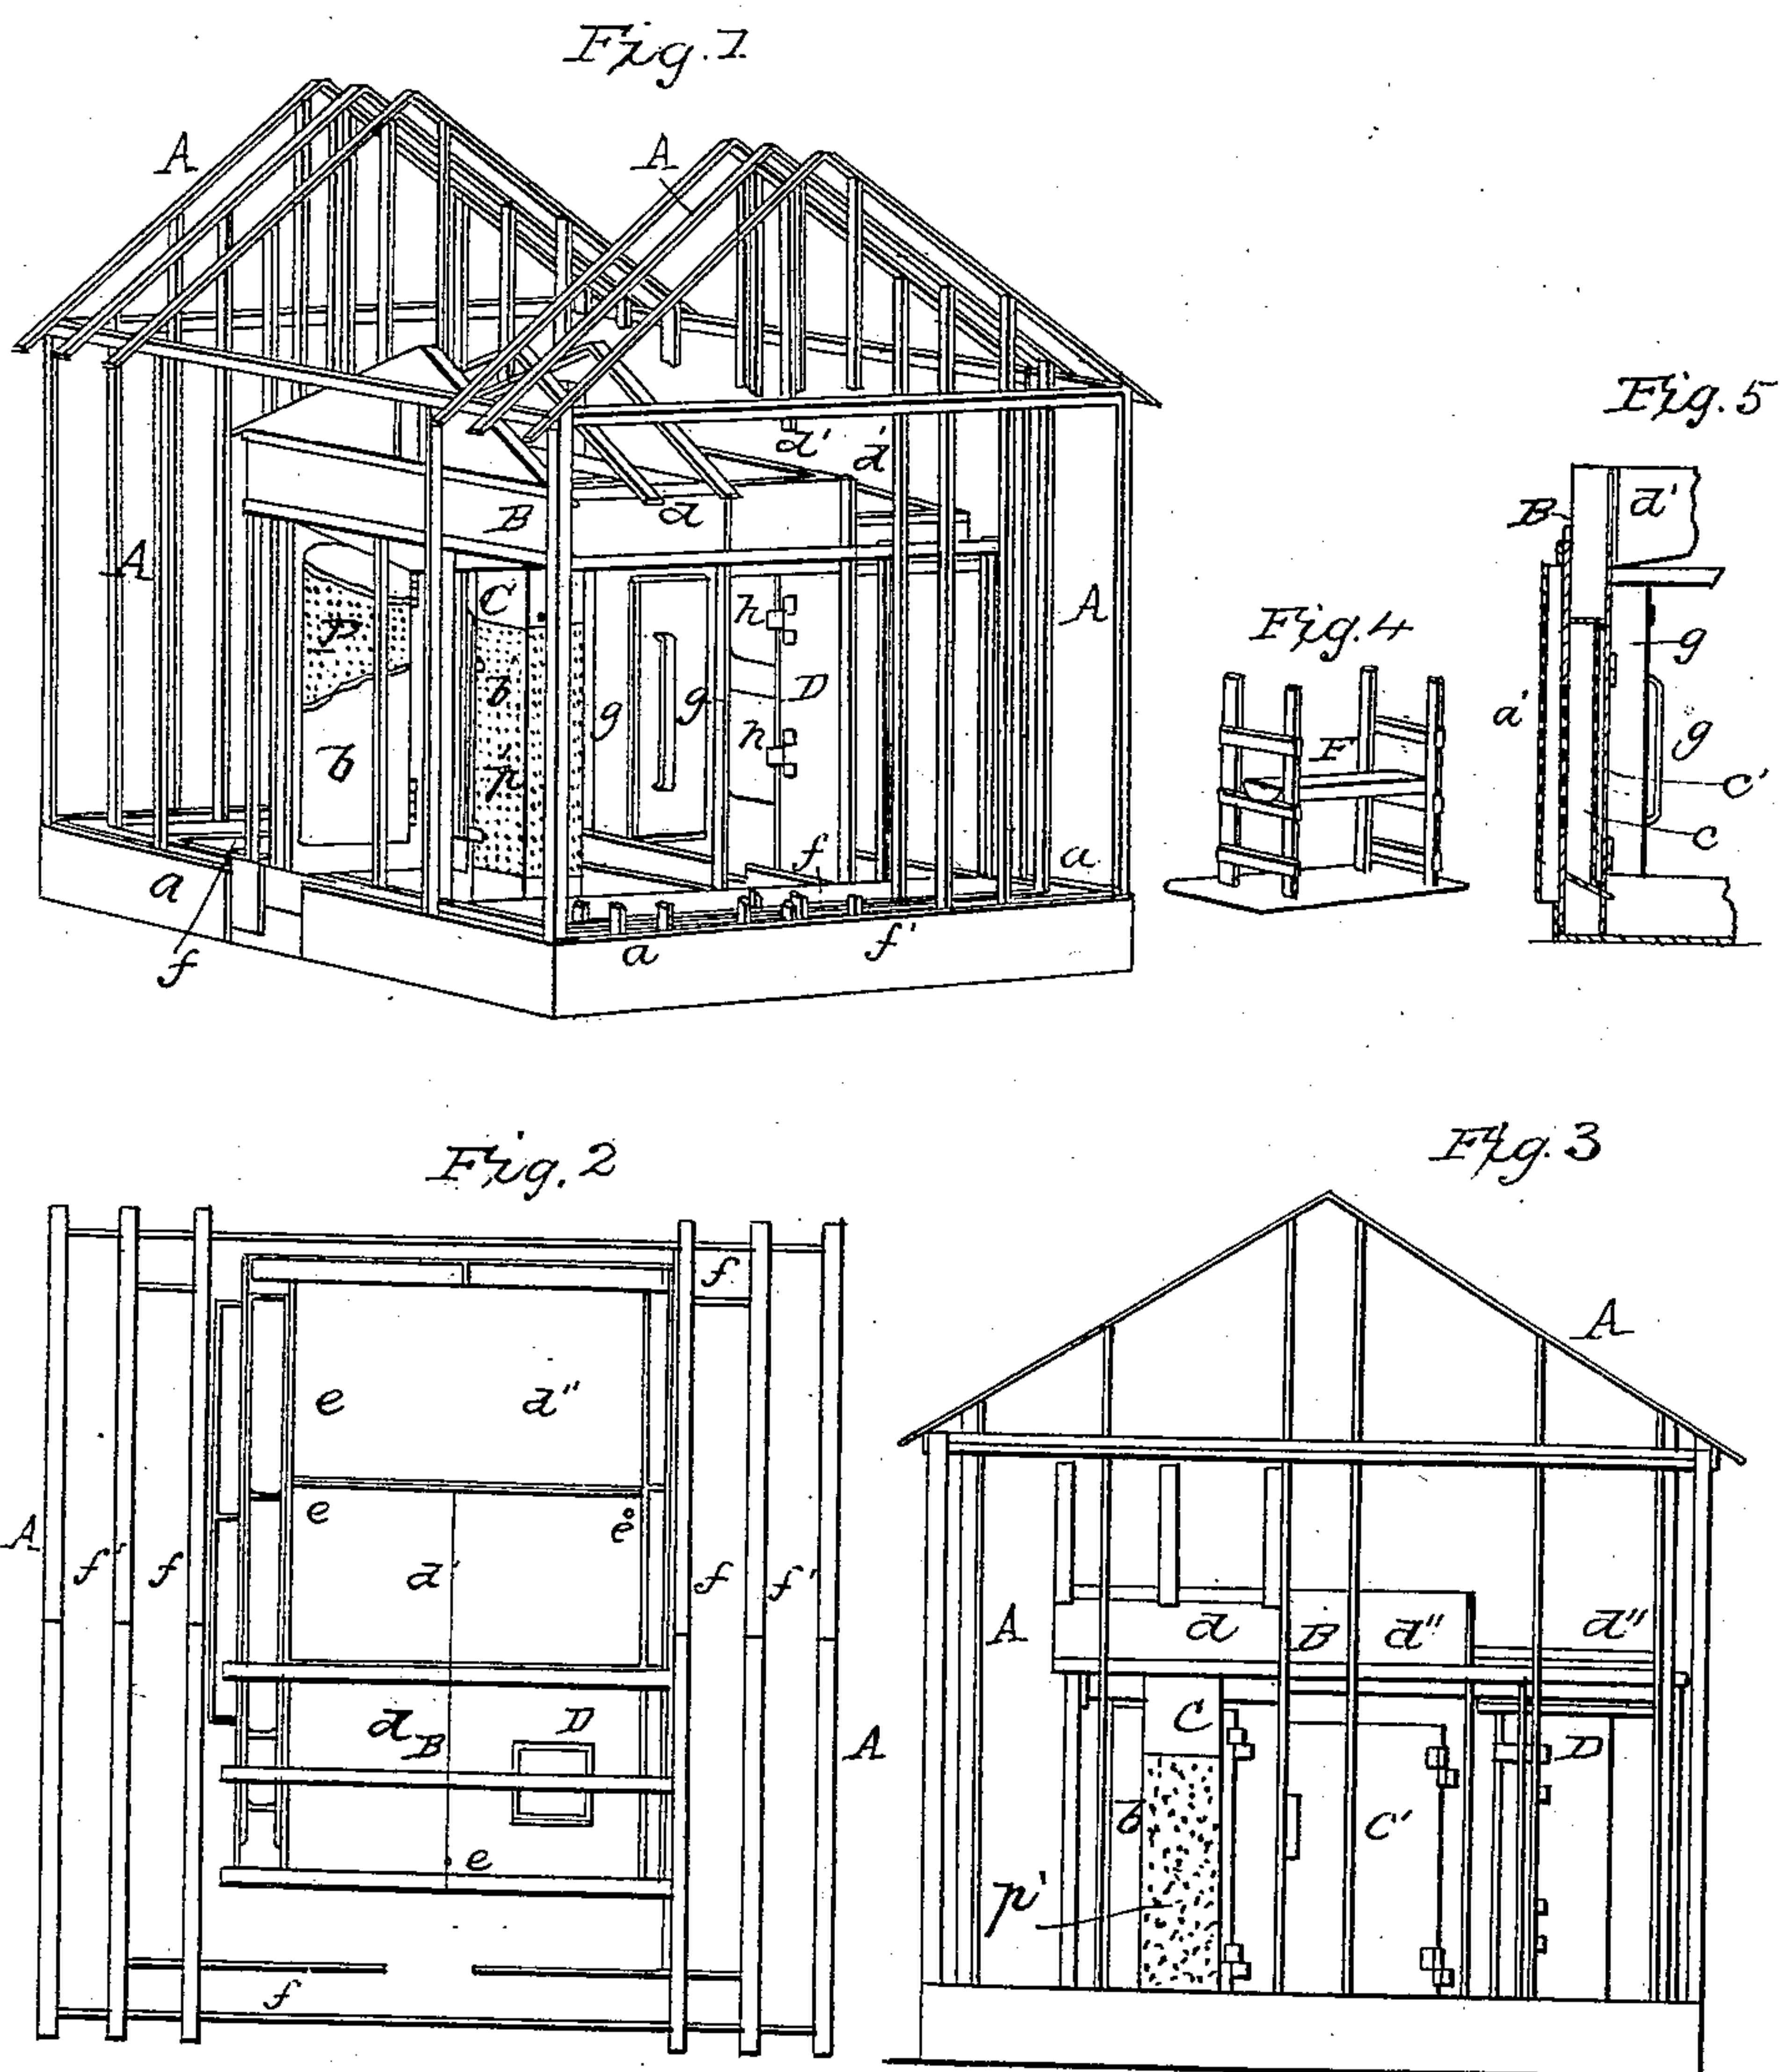 Fig. 1
A
A
Fig. 5
d' d'
B d'
B d
A
C h A
Fig. 4
p g
b g g D
a' g
F
h
b p C'
c
f a
a
f a f'
Fig. 2
Fig. 3
f
A
e d"
e e
A
f' f d' f f'
A d B d" d"
d D
B A C D
b C'
e
p'
f